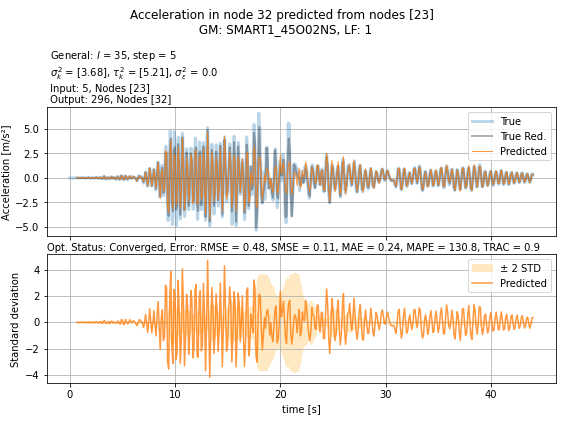 Acceleration in node 32 predicted from nodes [23]
GM: SMART1_45O02NS, LF: 1
General: l = 35, step = 5
σ²ₖ = [3.68], τ²ₖ = [5.21], σ²ₑ = 0.0
Input: 5, Nodes [23]
Output: 296, Nodes [32]
Acceleration [m/s²]
5.0
2.5
0.0
−2.5
−5.0
True
True Red.
Predicted
Opt. Status: Converged, Error: RMSE = 0.48, SMSE = 0.11, MAE = 0.24, MAPE = 130.8, TRAC = 0.9
Standard deviation
4
2
0
−2
−4
± 2 STD
Predicted
0
10
20
30
40
time [s]